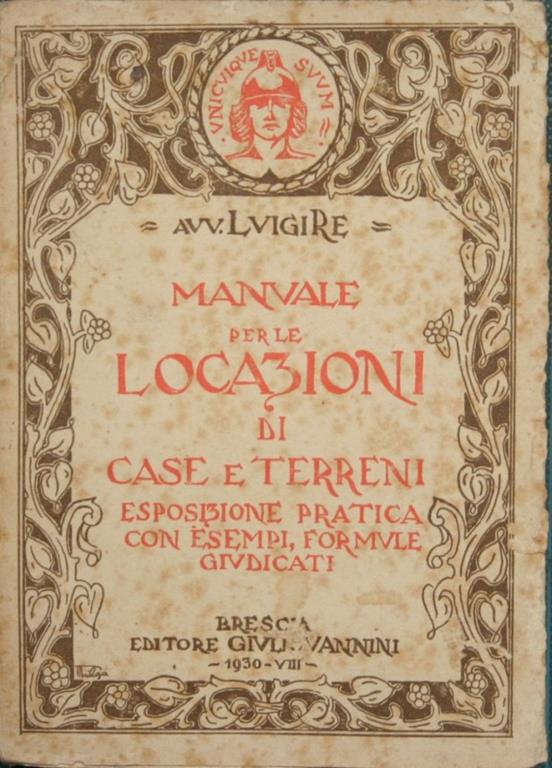 ·VNICVIQVE SVVM=·
= AVV. LVIGI RE =
MANVALE
PER LE
LOCAZIONI
DI
CASE E TERRENI
ESPOSIZIONE PRATICA
CON ESEMPI, FORMVLE
GIVDICATI
BRESCIA
EDITORE VANNINI
- 1930 - VIII -